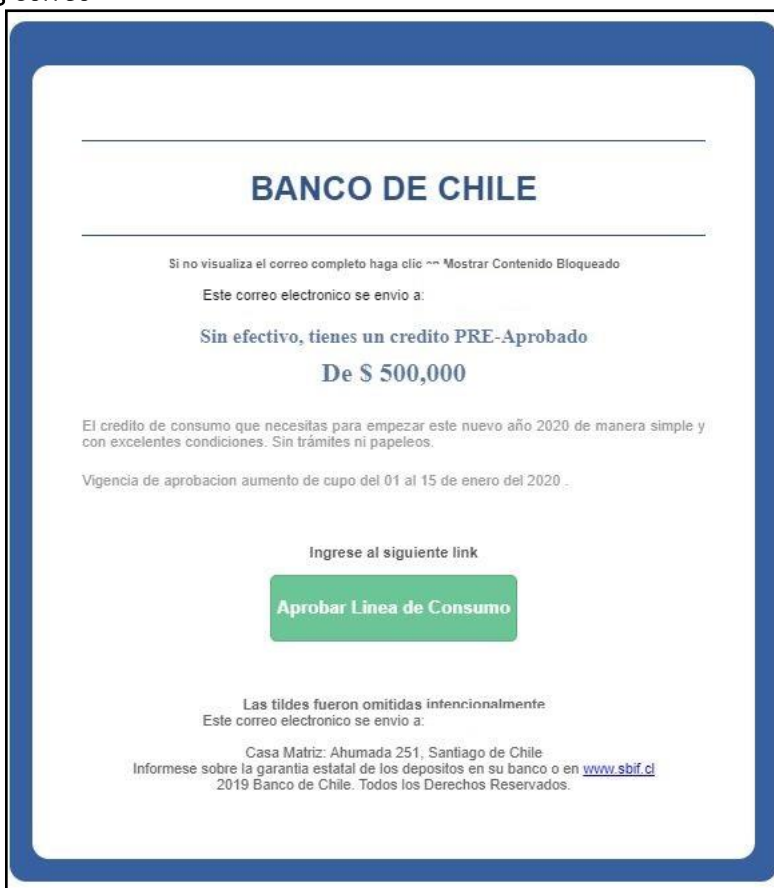 correo
BANCO DE CHILE
Si no visualiza el correo completo haga clic en Mostrar Contenido Bloqueado
Este correo electronico se envio a:
Sin efectivo, tienes un credito PRE-Aprobado
De $ 500,000
El credito de consumo que necesitas para empezar este nuevo año 2020 de manera simple y
con excelentes condiciones. Sin trámites ni papeleos.
Vigencia de aprobacion aumento de cupo del 01 al 15 de enero del 2020 .
Ingrese al siguiente link
Aprobar Linea de Consumo
Las tildes fueron omitidas intencionalmente
Este correo electronico se envio a:
Casa Matriz: Ahumada 251, Santiago de Chile
Informese sobre la garantia estatal de los depositos en su banco o en www.sbif.cl
2019 Banco de Chile. Todos los Derechos Reservados.